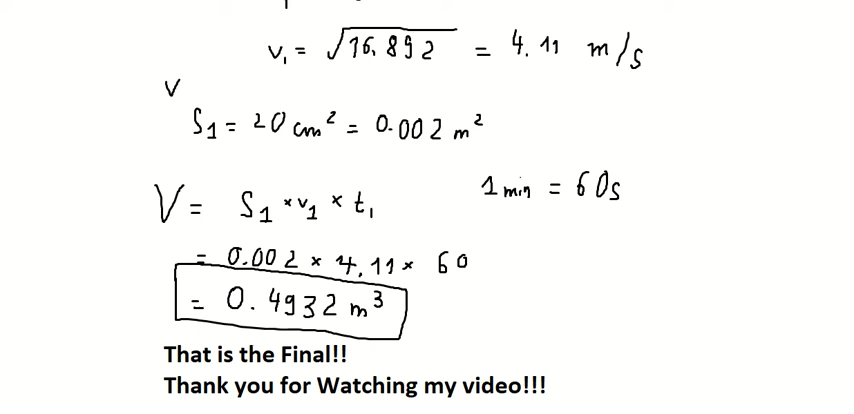 v₁ = √16.892 = 4.11 m/s
V
S1 = 20 cm² = 0.002 m²
V = S1 × v1 × t₁ 1 min = 60s
= 0.002 × 4.11 × 60
= 0.4932 m³
That is the Final!!
Thank you for Watching my video!!!